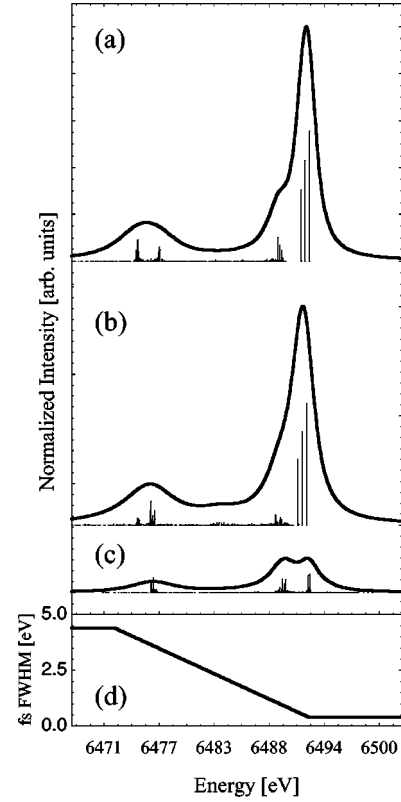 (a)
(b)
(c)
(d)
Normalized Intensity [arb. units]
fs FWHM [eV]
5.0
2.5
0.0
6471 6477 6483 6488 6494 6500
Energy [eV]